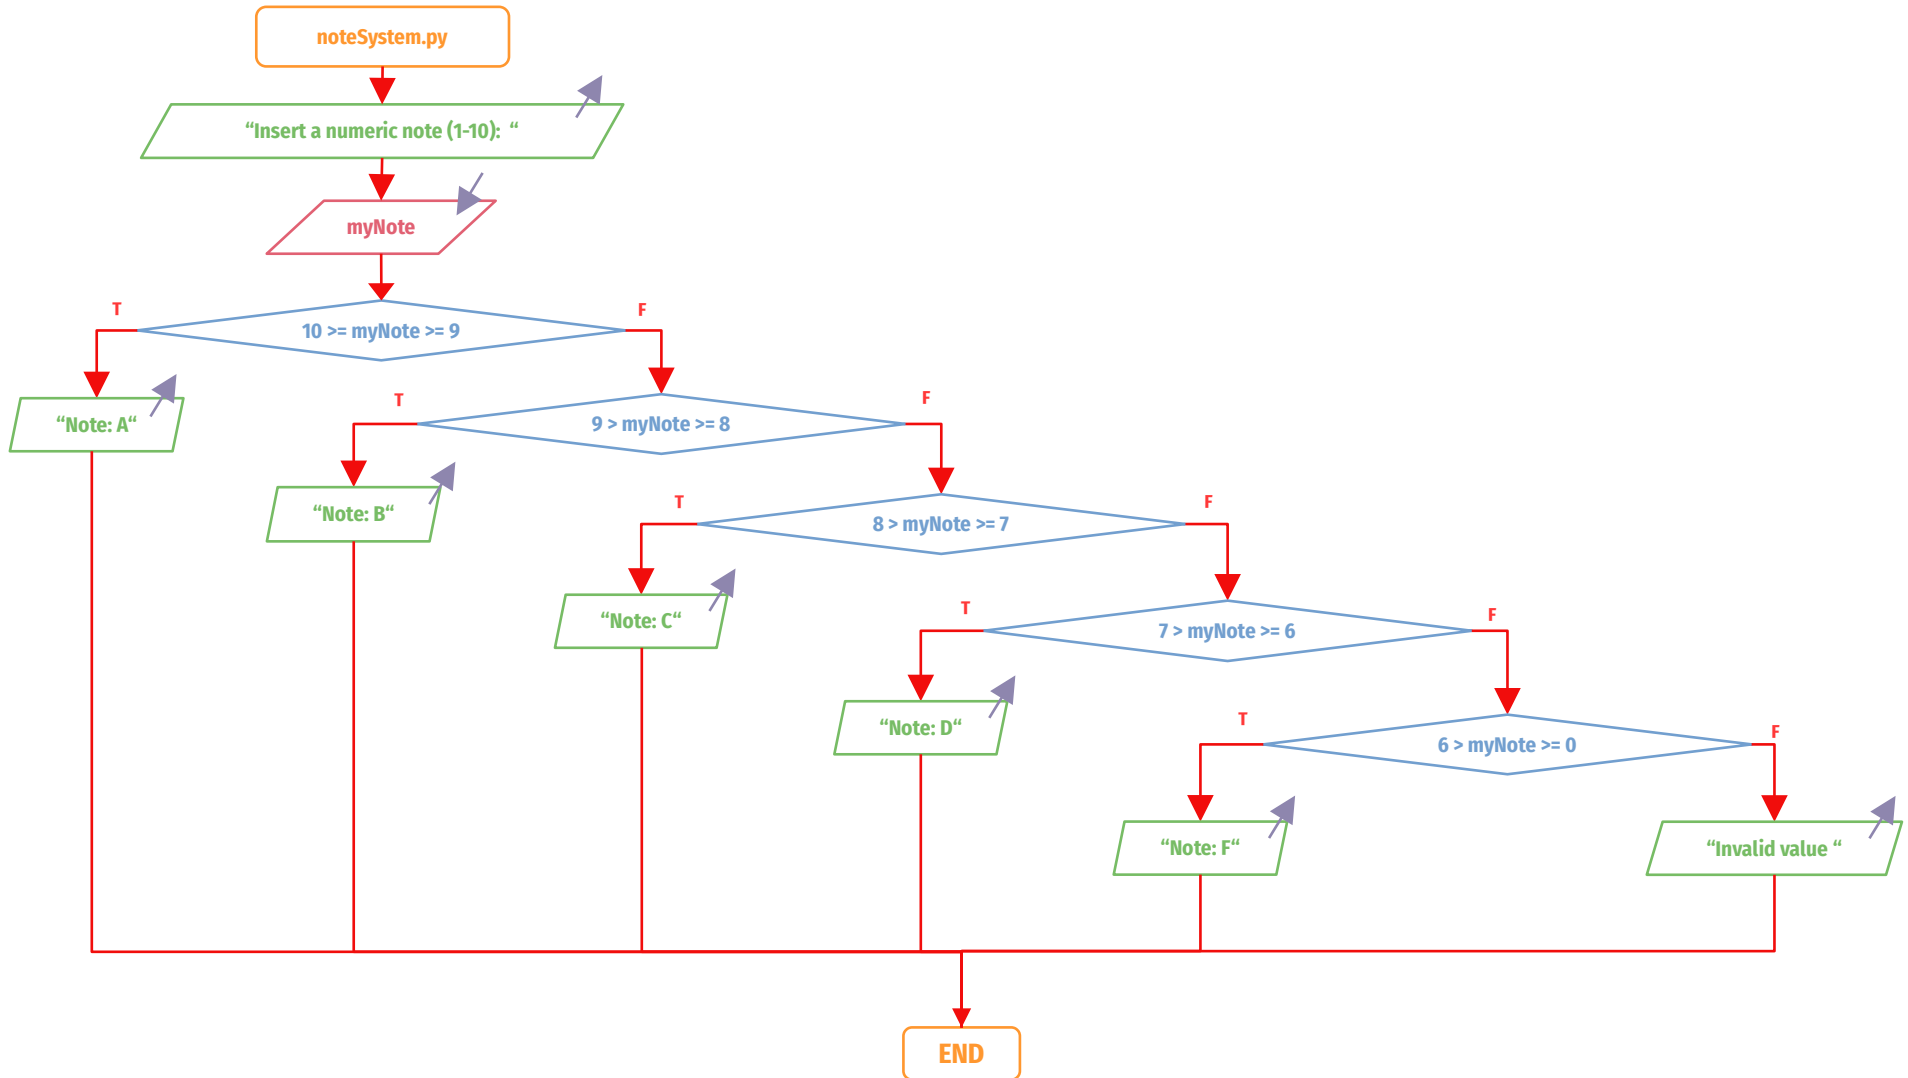 noteSystem.py
“Insert a numeric note (1-10):  “
myNote
T
F
10 >= myNote >= 9
“Note: A“
T
F
9 > myNote >= 8
“Note: B“
T
F
8 > myNote >= 7
“Note: C“
T
F
7 > myNote >= 6
“Note: D“
T
F
6 > myNote >= 0
“Note: F“
“Invalid value “
END